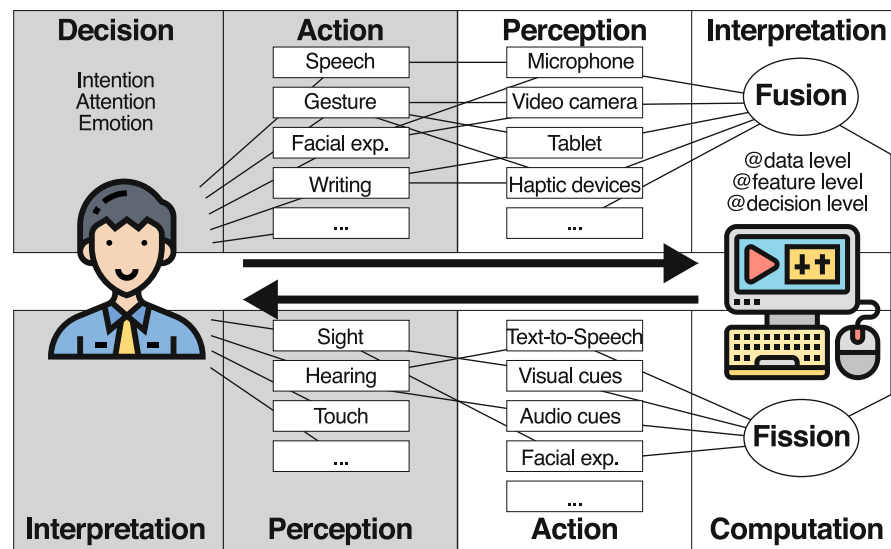 Decision
Action
Perception
Interpretation
Intention
Attention
Emotion
Speech
Gesture
Facial exp.
Writing
...
Microphone
Video camera
Tablet
Haptic devices
...
Fusion
@data level
@feature level
@decision level
Sight
Hearing
Touch
...
Text-to-Speech
Visual cues
Audio cues
Facial exp.
...
Fission
Interpretation
Perception
Action
Computation